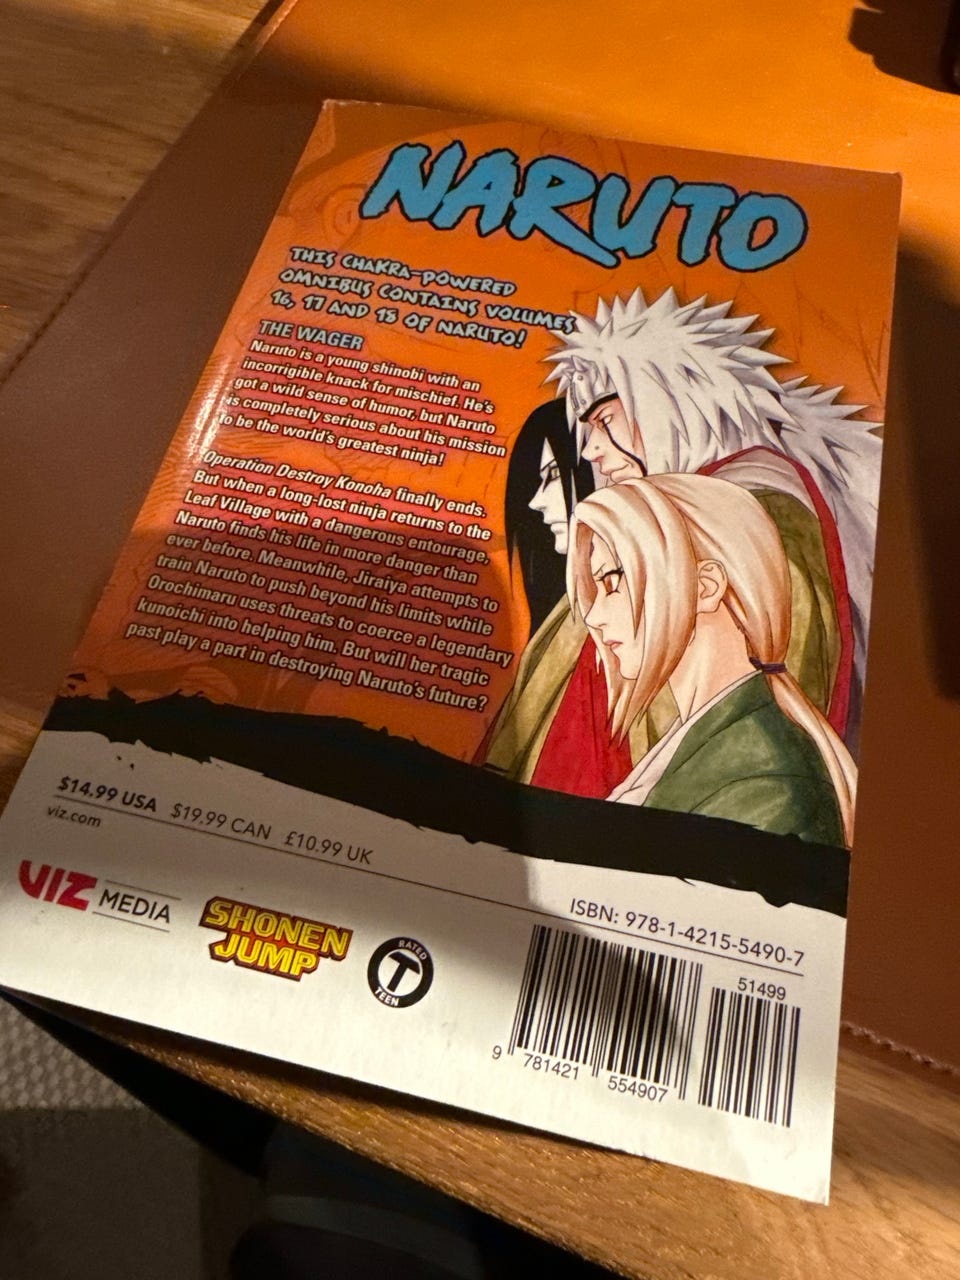 NARUTO
THIS CHAKRA-POWERED
OMNIBUS CONTAINS VOLUMES
16, 17 AND 18 OF NARUTO!
THE WAGER
Naruto is a young shinobi with an
incorrigible knack for mischief. He's
got a wild sense of humor, but Naruto
is completely serious about his mission
to be the world's greatest ninja!
Operation Destroy Konoha finally ends.
But when a long-lost ninja returns to the
Leaf Village with a dangerous entourage,
Naruto finds his life in more danger than
ever before. Meanwhile, Jiraiya attempts to
train Naruto to push beyond his limits while
Orochimaru uses threats to coerce a legendary
kunoichi into helping him. But will her tragic
past play a part in destroying Naruto's future?
$14.99 USA $19.99 CAN £10.99 UK
viz.com
VIZ MEDIA
SHONEN
JUMP
RATED
T
TEEN
ISBN: 978-1-4215-5490-7
51499
9 781421 554907